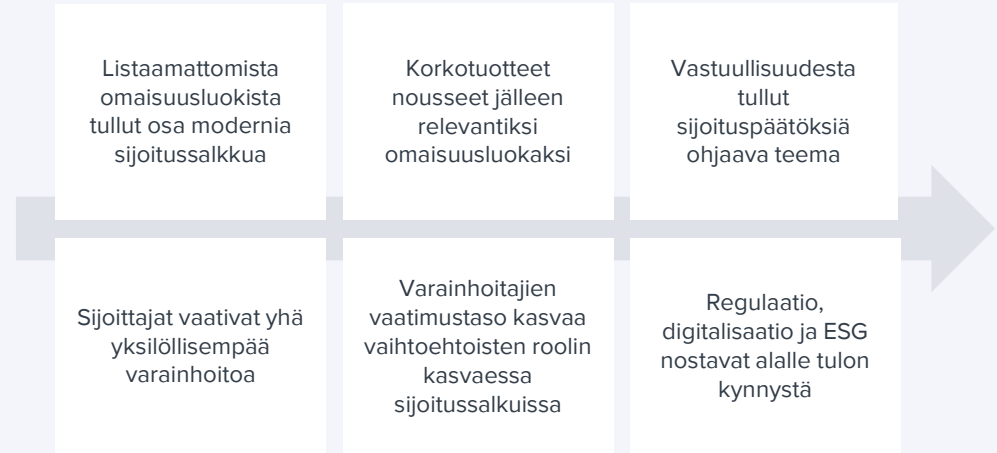 Listaamattomista
omaisuusluokista
tullut osa modernia
sijoitussalkkua
Korkotuotteet
nousseet jälleen
relevantiksi
omaisuusluokaksi
Vastuullisuudesta
tullut
sijoituspäätöksiä
ohjaava teema
Sijoittajat vaativat yhä
yksilöllisempää
varainhoitoa
Varainhoitajien
vaatimustaso kasvaa
vaihtoehtoisten roolin
kasvaessa
sijoitussalkuissa
Regulaatio,
digitalisaatio ja ESG
nostavat alalle tulon
kynnystä